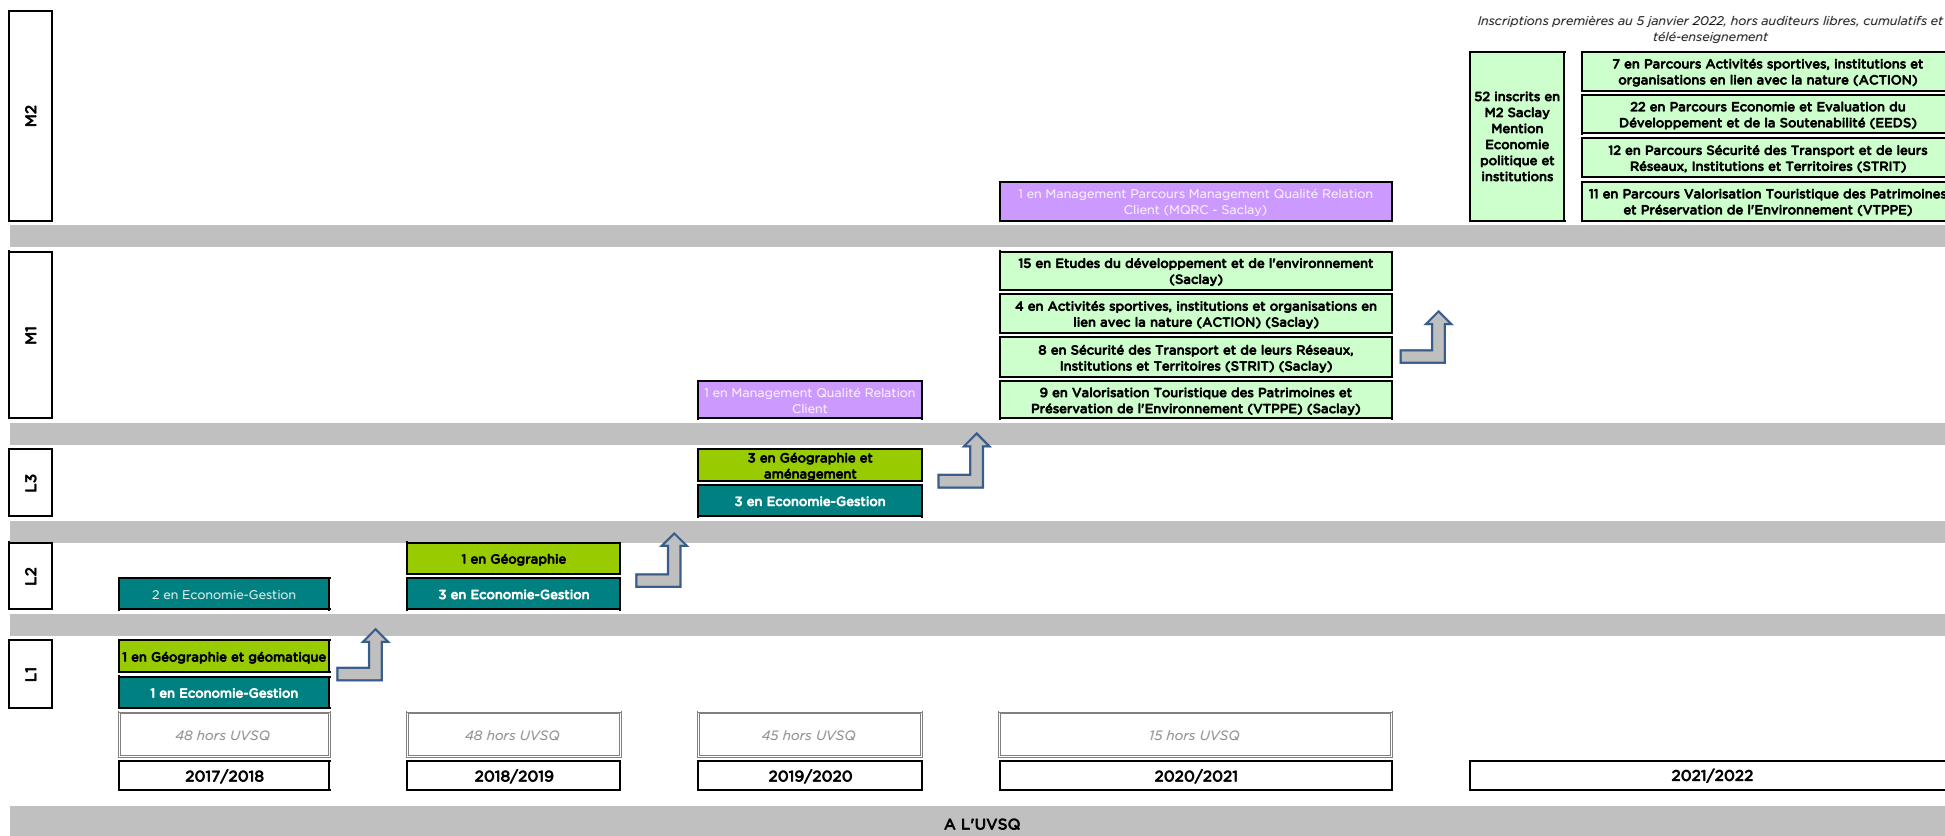 Inscriptions premières au 5 janvier 2022, hors auditeurs libres, cumulatifs et
télé-enseignement
M2
52 inscrits en
M2 Saclay
Mention
Economie
politique et
institutions
7 en Parcours Activités sportives, institutions et
organisations en lien avec la nature (ACTION)
22 en Parcours Economie et Evaluation du
Développement et de la Soutenabilité (EEDS)
12 en Parcours Sécurité des Transport et de leurs
Réseaux, Institutions et Territoires (STRIT)
11 en Parcours Valorisation Touristique des Patrimoines
et Préservation de l'Environnement (VTPPE)
1 en Management Parcours Management Qualité Relation
Client (MQRC - Saclay)
M1
15 en Etudes du développement et de l'environnement
(Saclay)
4 en Activités sportives, institutions et organisations en
lien avec la nature (ACTION) (Saclay)
8 en Sécurité des Transport et de leurs Réseaux,
Institutions et Territoires (STRIT) (Saclay)
9 en Valorisation Touristique des Patrimoines et
Préservation de l'Environnement (VTPPE) (Saclay)
1 en Management Qualité Relation
Client
L3
3 en Géographie et
aménagement
3 en Economie-Gestion
L2
1 en Géographie
2 en Economie-Gestion
3 en Economie-Gestion
L1
1 en Géographie et géomatique
1 en Economie-Gestion
48 hors UVSQ
48 hors UVSQ
45 hors UVSQ
15 hors UVSQ
2017/2018
2018/2019
2019/2020
2020/2021
2021/2022
A L'UVSQ